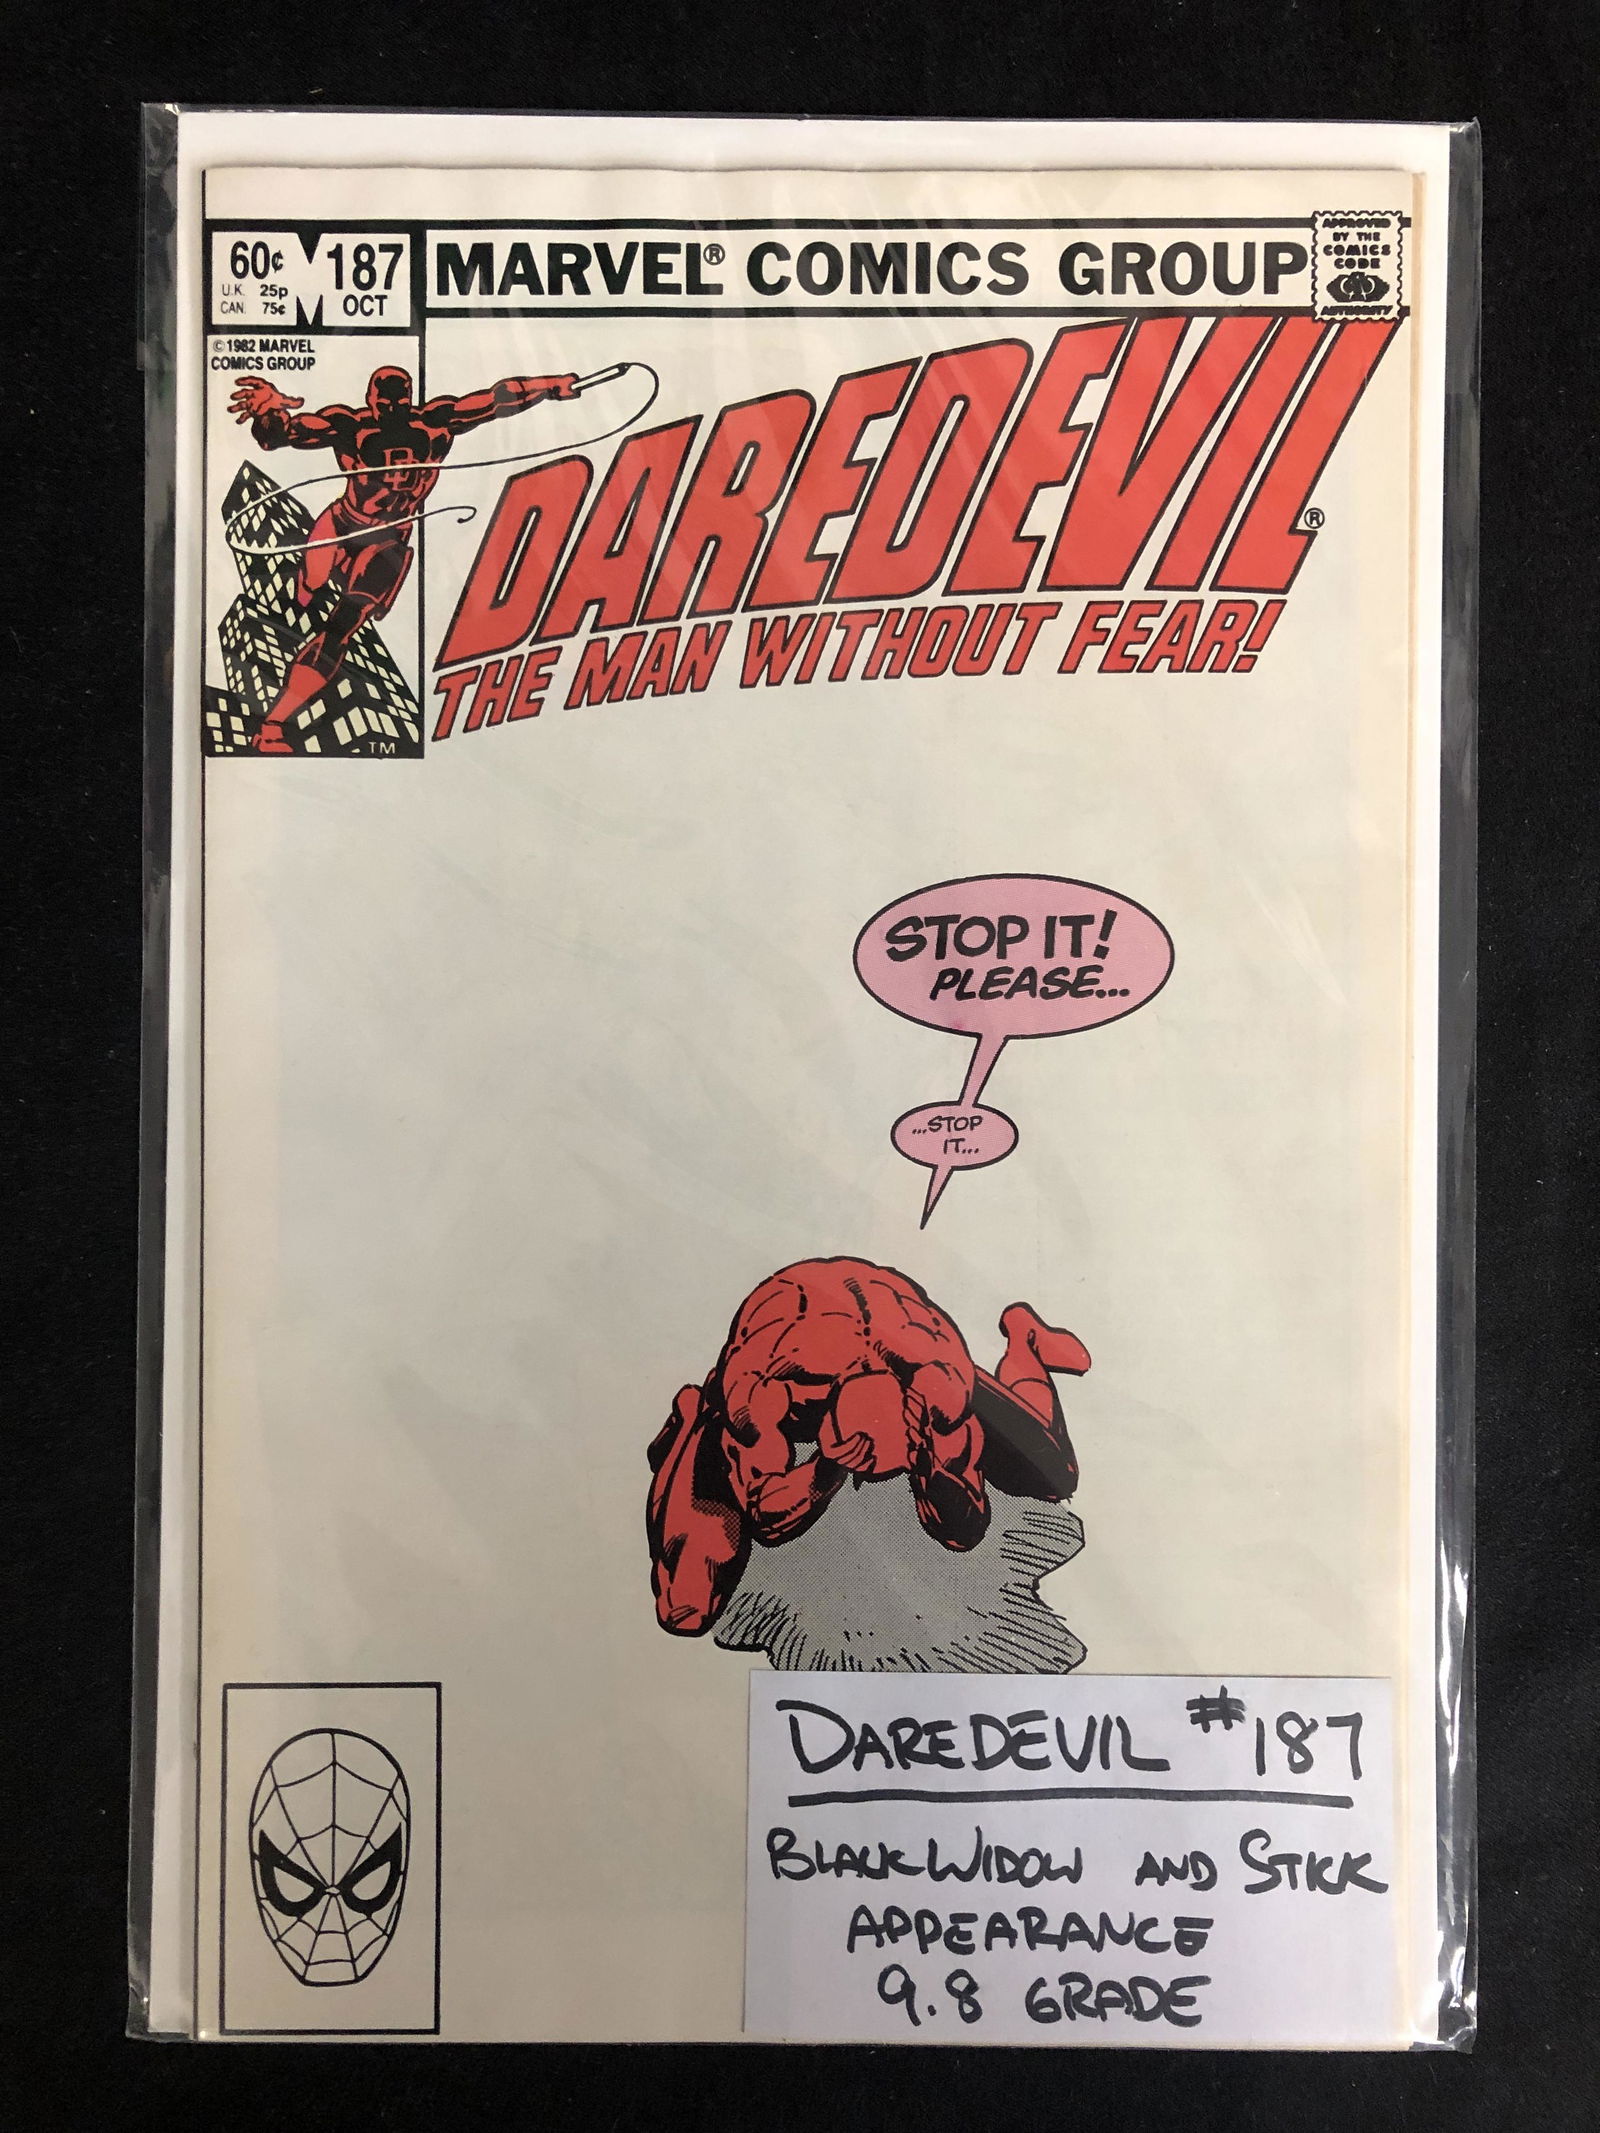 60¢
U.K. 25p
CAN. 75¢
187
OCT
MARVEL® COMICS GROUP
APPROVED
BY THE
COMICS
CODE
CA
AUTHORITY
© 1982 MARVEL
COMICS GROUP
DD
TM
DAREDEVIL®
THE MAN WITHOUT FEAR!
STOP IT!
PLEASE...
...STOP
IT...
DAREDEVIL #187
BLACK WIDOW AND STICK
APPEARANCE
9.8 GRADE